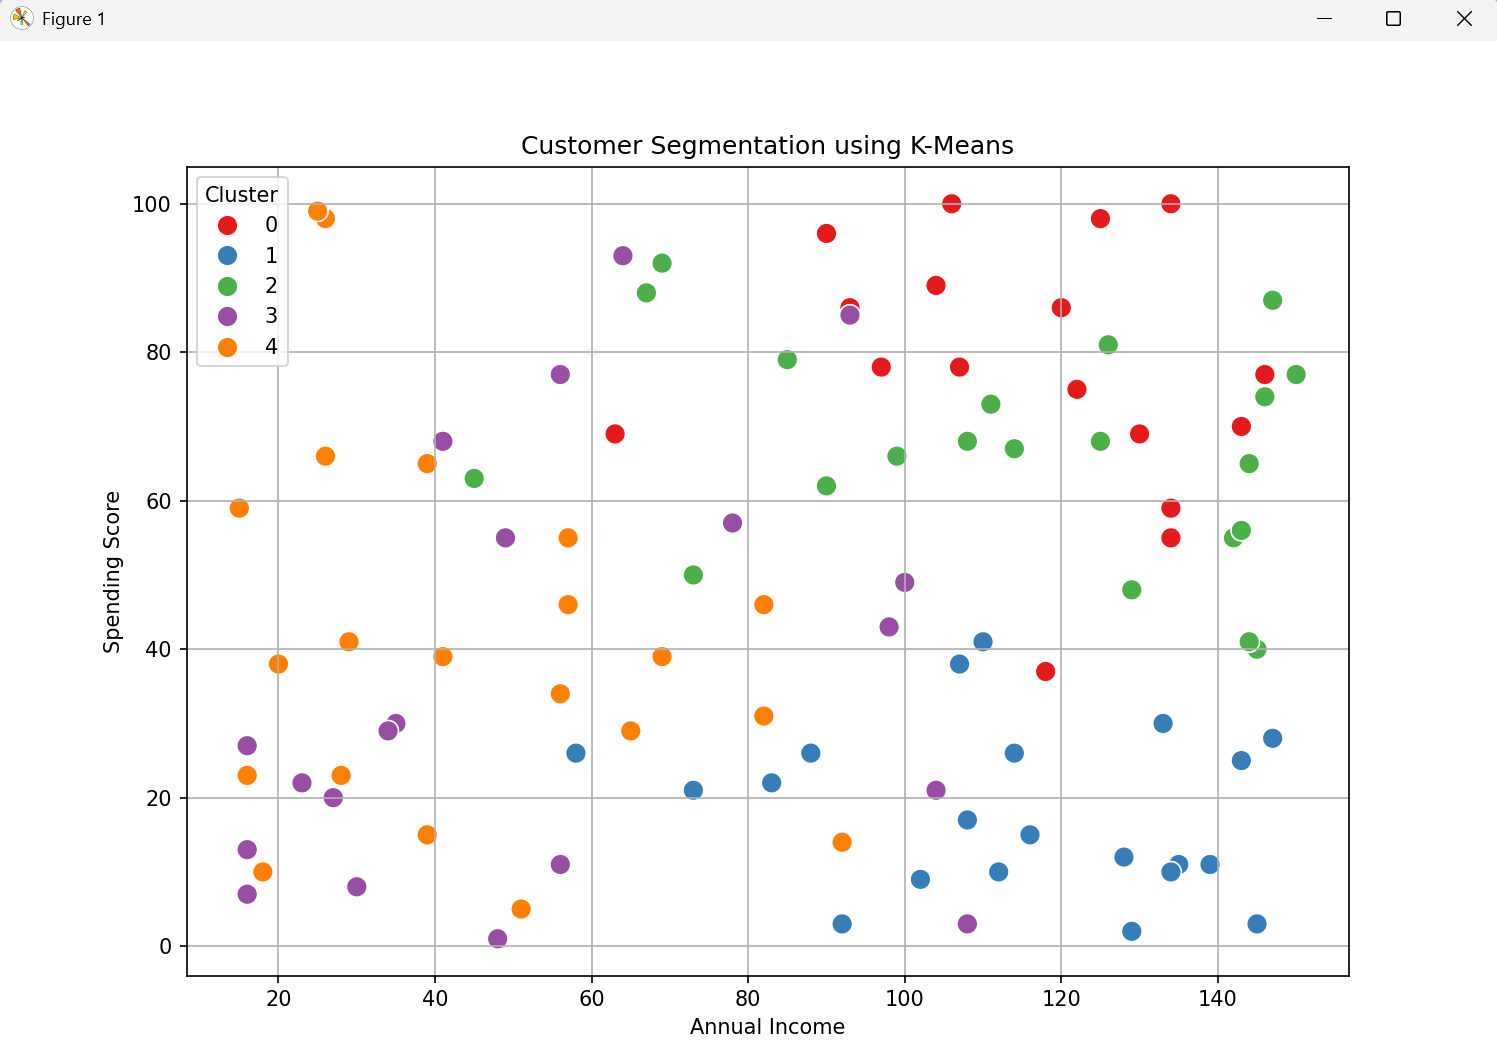 Figure 1
Customer Segmentation using K-Means
Cluster
0
1
2
3
4
100
80
60
40
20
0
Spending Score
20 40 60 80 100 120 140
Annual Income